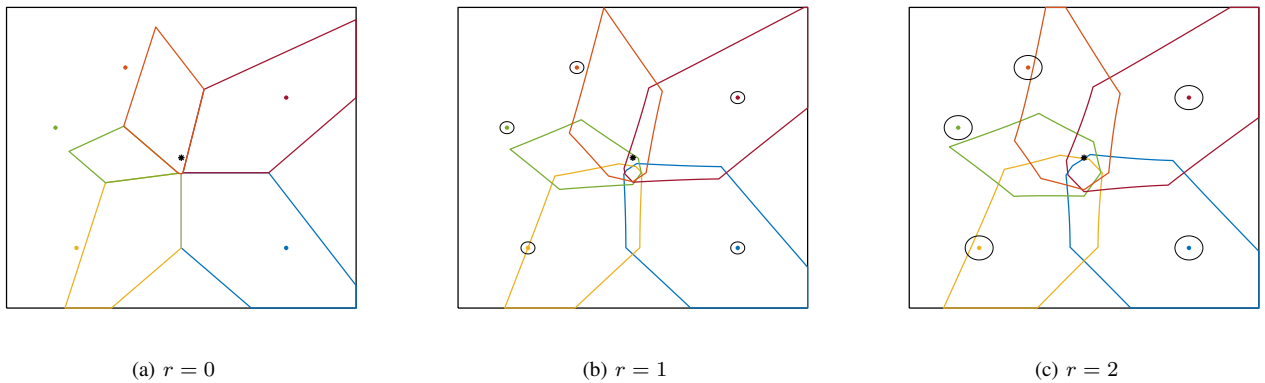 (a) r = 0
(b) r = 1
(c) r = 2